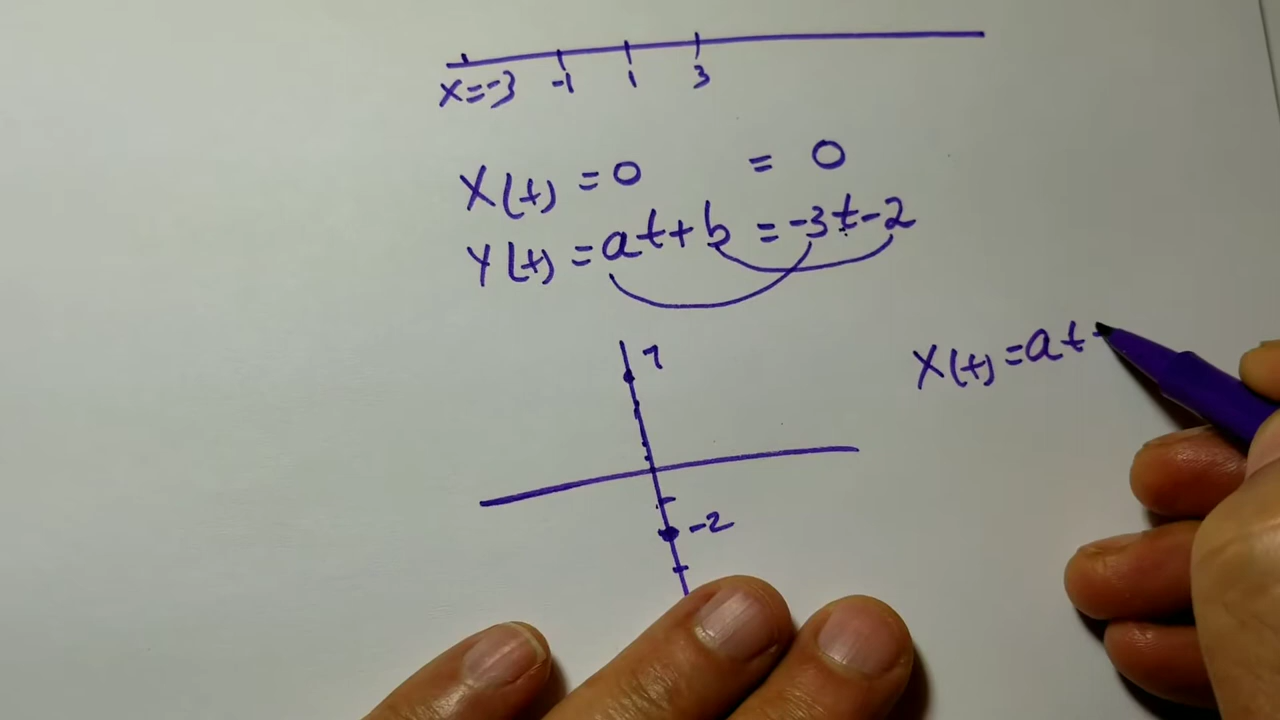 x=-3 -1 1 3
X(t) = 0 = 0
Y(t) = at+b = -3t-2
7
X(t) = at
-2